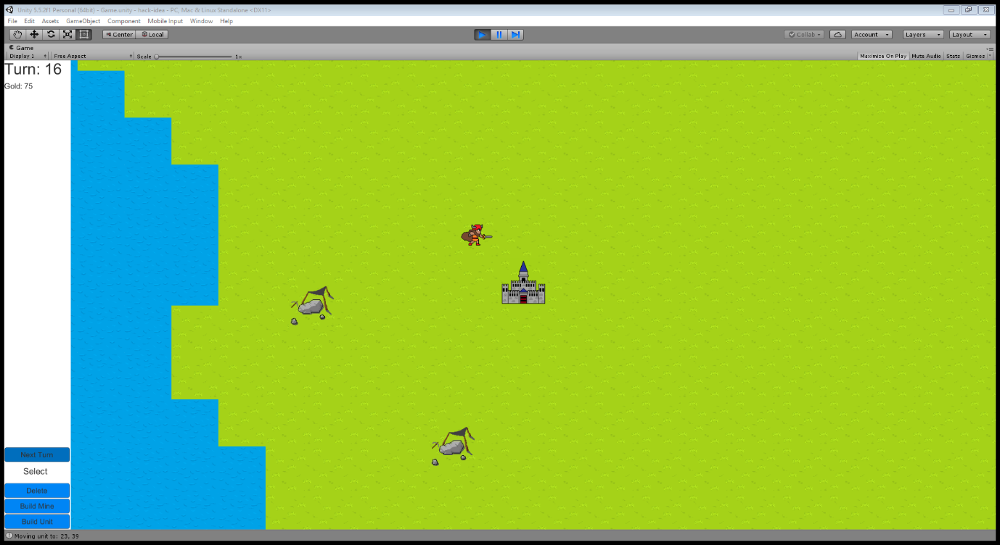 Unity 5.5.2f1 Personal (64bit) - Game.unity - hack-idea - PC, Mac & Linux Standalone <DX11>
File Edit Assets GameObject Component Mobile Input Window Help
Center Local Collab Account Layers Layout
Game
Display 1 Free Aspect Scale 1x Maximize On Play Mute Audio Stats Gizmos
Turn: 16
Gold: 75
Next Turn
Select
Delete
Build Mine
Build Unit
Moving unit to: 23, 39